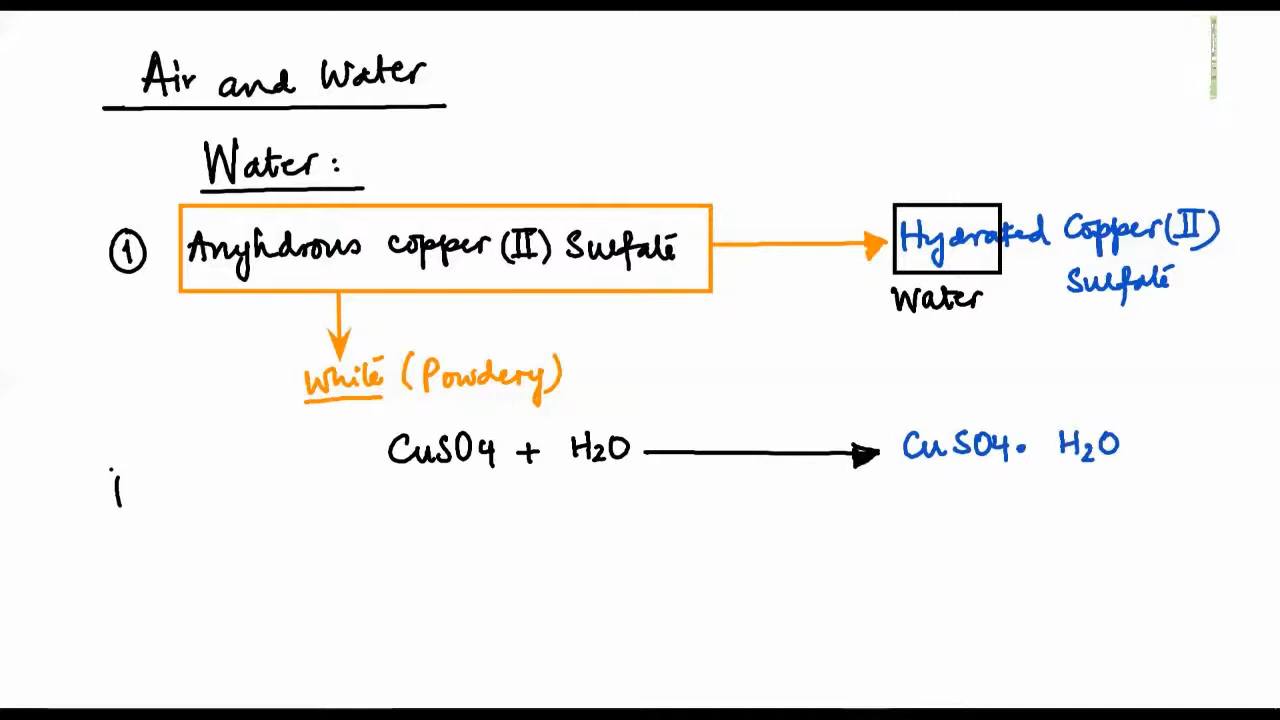 Air and Water
Water:
① Anyhdrous copper (II) Sulfate
Hydrated Copper (II)
Sulfate
Water
White (Powdery)
CuSO4 + H2O
CuSO4. H2O
i